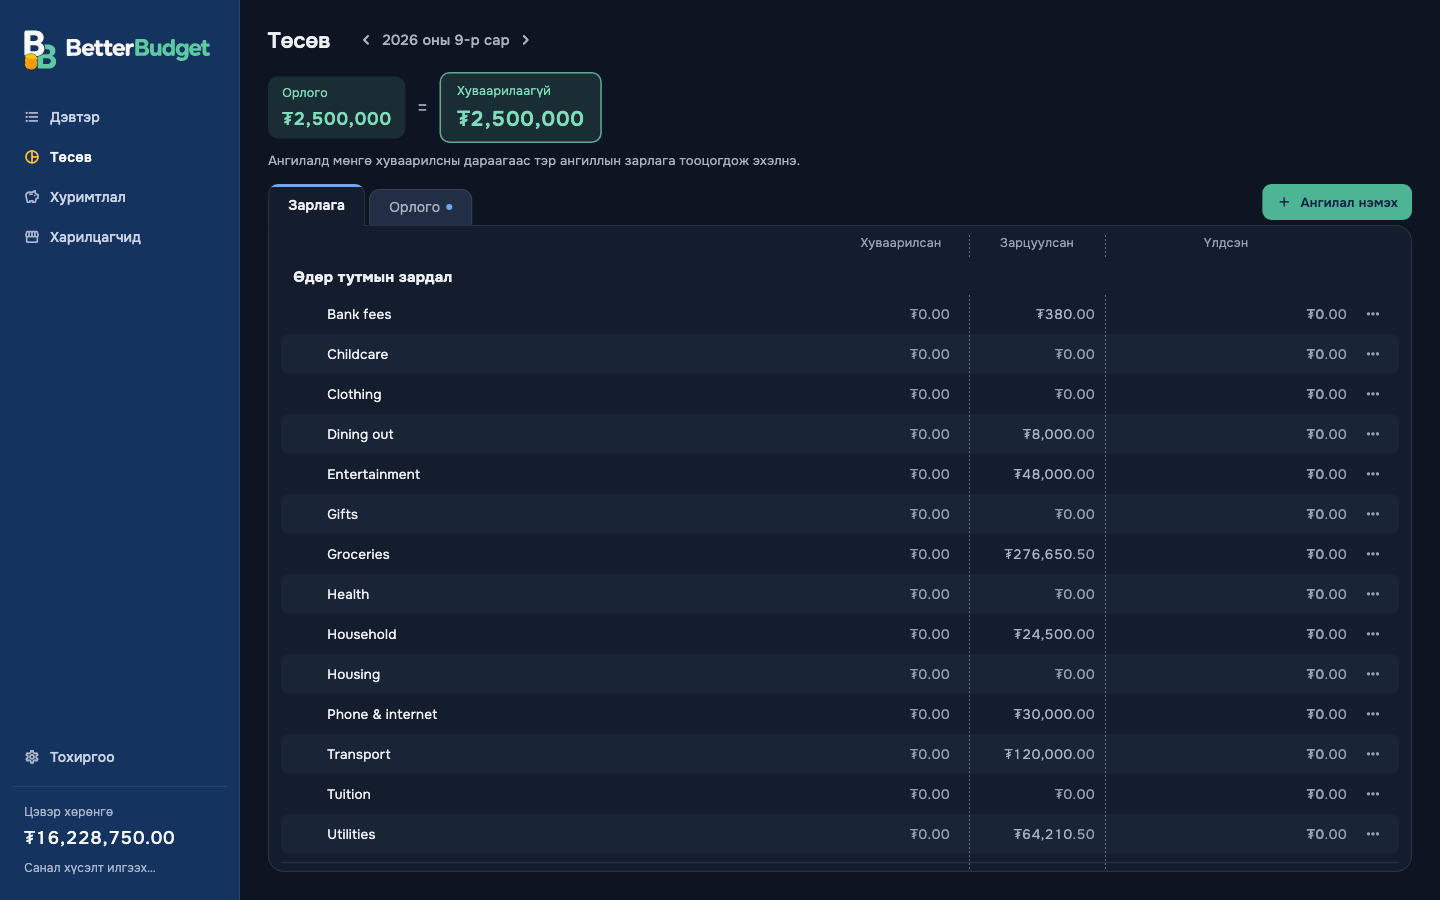 BetterBudget
Дэвтэр
Төсөв
Хуримтлал
Харилцагчид
Тохиргоо
Цэвэр хөрөнгө
₮16,228,750.00
Санал хүсэлт илгээх...
Төсөв
2026 оны 9-р сар
Орлого
₮2,500,000
=
Хуваарилаагүй
₮2,500,000
Ангилалд мөнгө хуваарилсны дараагаас тэр ангиллын зарлага тооцогдож эхэлнэ.
Зарлага
Орлого
+ Ангилал нэмэх
Хуваарилсан Зарцуулсан Үлдсэн
Өдөр тутмын зардал
Bank fees ₮0.00 ₮380.00 ₮0.00
Childcare ₮0.00 ₮0.00 ₮0.00
Clothing ₮0.00 ₮0.00 ₮0.00
Dining out ₮0.00 ₮8,000.00 ₮0.00
Entertainment ₮0.00 ₮48,000.00 ₮0.00
Gifts ₮0.00 ₮0.00 ₮0.00
Groceries ₮0.00 ₮276,650.50 ₮0.00
Health ₮0.00 ₮0.00 ₮0.00
Household ₮0.00 ₮24,500.00 ₮0.00
Housing ₮0.00 ₮0.00 ₮0.00
Phone & internet ₮0.00 ₮30,000.00 ₮0.00
Transport ₮0.00 ₮120,000.00 ₮0.00
Tuition ₮0.00 ₮0.00 ₮0.00
Utilities ₮0.00 ₮64,210.50 ₮0.00